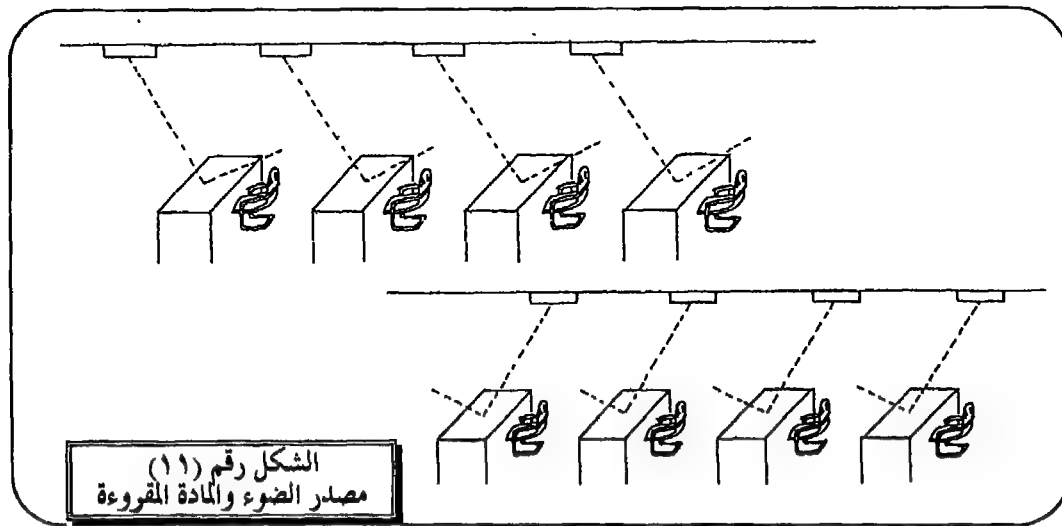 الشكل رقم (١١)
مصدر الضوء والمادة المقروءة